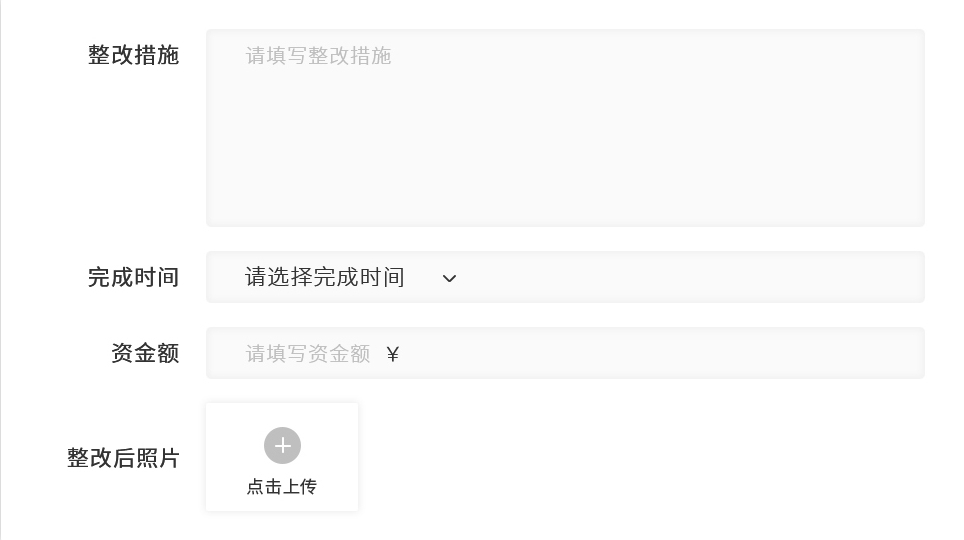 整改措施 请填写整改措施
完成时间 请选择完成时间
资金额 请填写资金额 ¥
整改后照片
点击上传